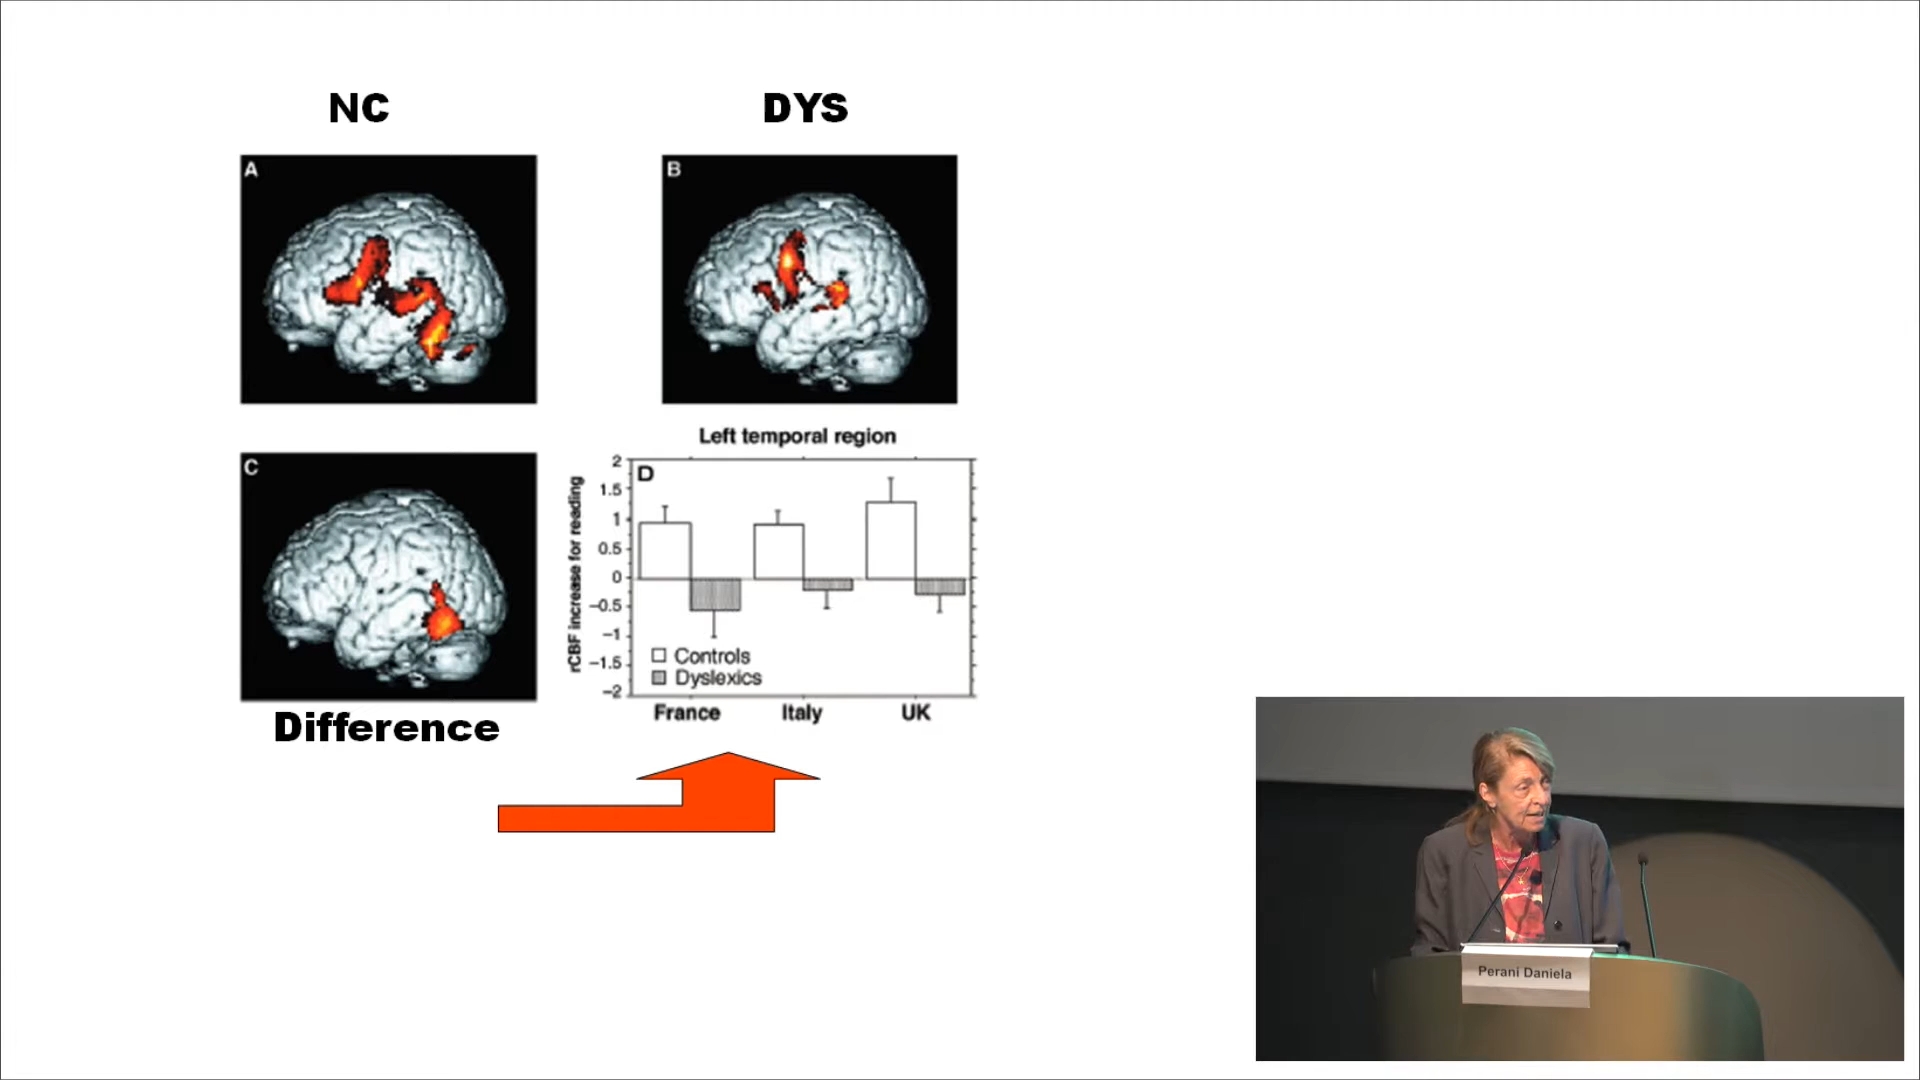 NC
DYS
A
B
C
Difference
Left temporal region
D
rCBF increase for reading
2
1.5
1
0.5
0
−0.5
−1
−1.5
−2
Controls
Dyslexics
France
Italy
UK
Perani Daniela